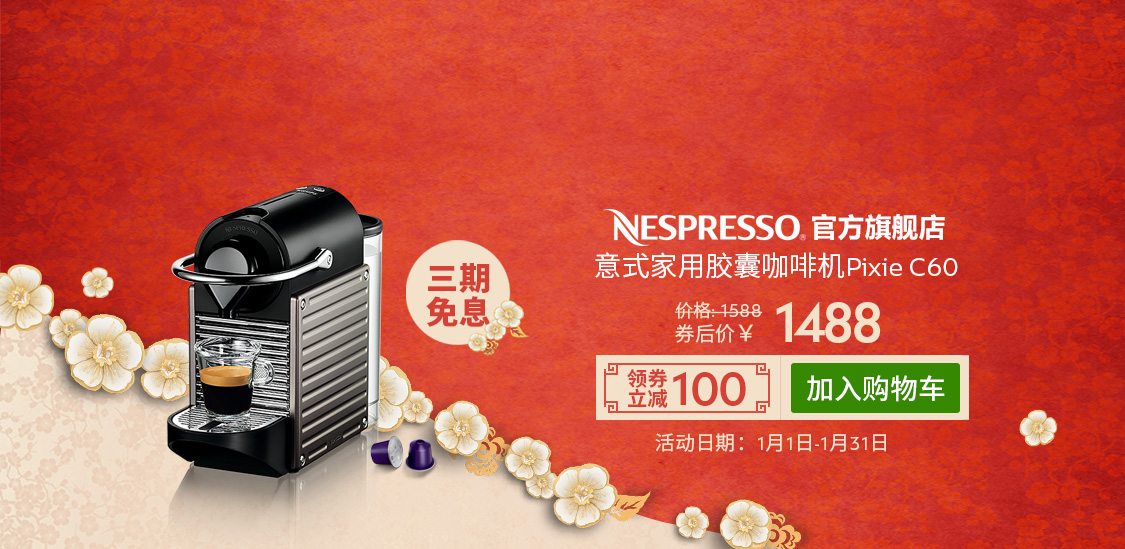 NESPRESSO® 官方旗舰店
意式家用胶囊咖啡机Pixie C60
三期
免息
价格: 1588
券后价¥ 1488
领券
立减 100
加入购物车
活动日期：1月1日-1月31日
NESPRESSO